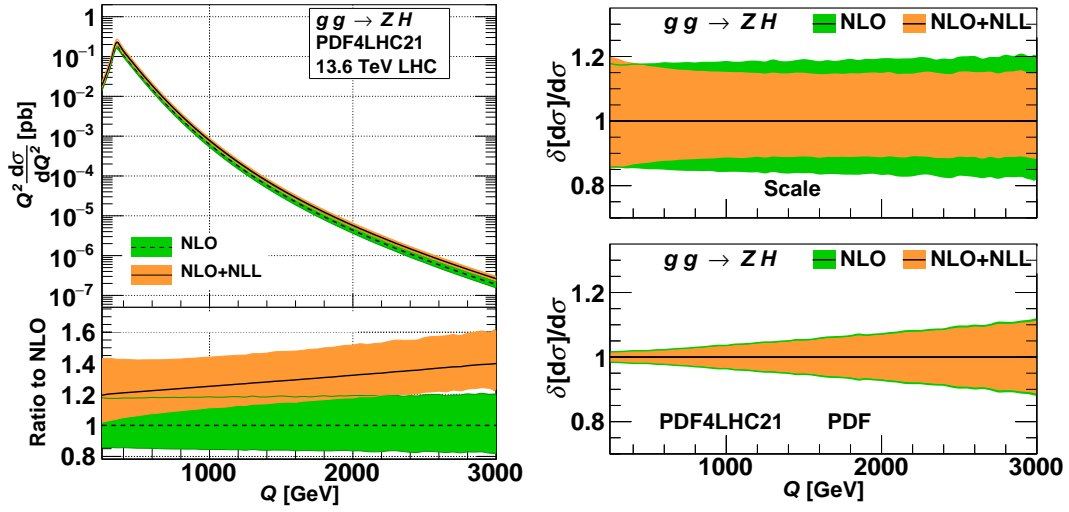 g g → Z H
PDF4LHC21
13.6 TeV LHC
Q² dσ/dQ² [pb]
1
10⁻¹
10⁻²
10⁻³
10⁻⁴
10⁻⁵
10⁻⁶
10⁻⁷
NLO
NLO+NLL
Ratio to NLO
1.6
1.4
1.2
1
0.8
1000 2000 3000
Q [GeV]
g g → Z H NLO NLO+NLL
δ[dσ]/dσ
1.2
1
0.8
Scale
g g → Z H NLO NLO+NLL
δ[dσ]/dσ
1.2
1
0.8
PDF4LHC21 PDF
1000 2000 3000
Q [GeV]